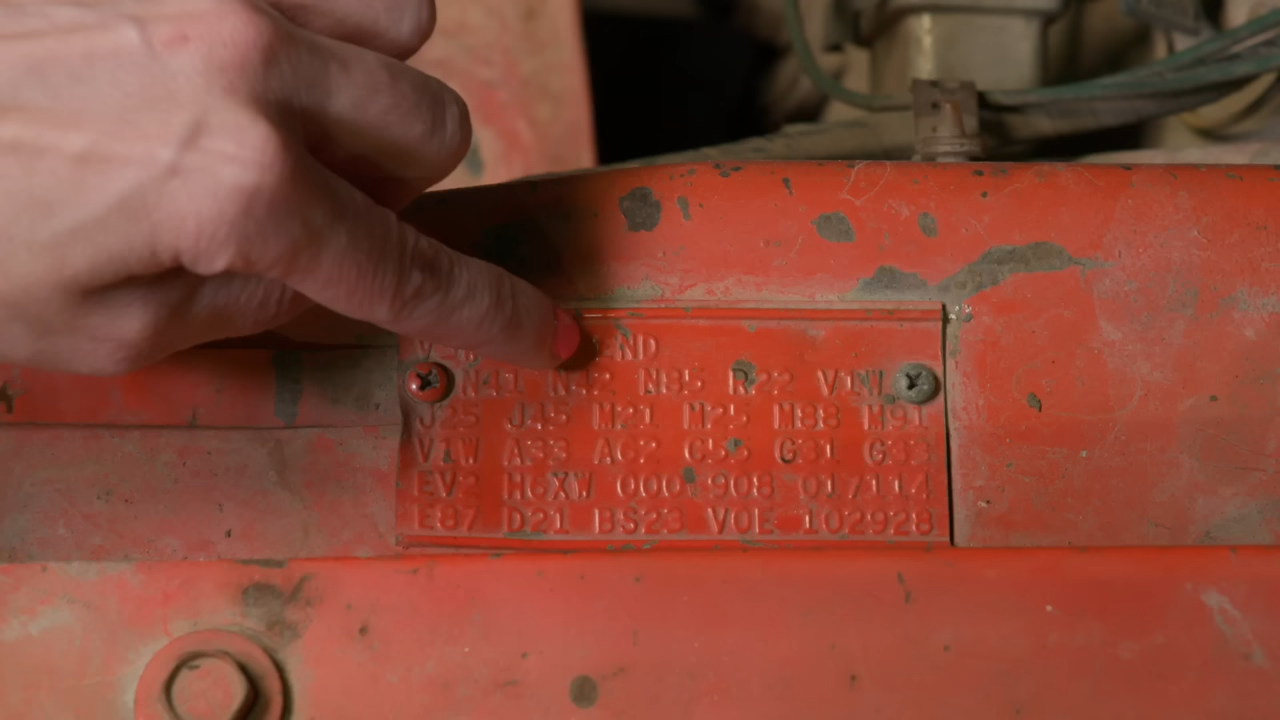 END
N41 N42 N85 R22 V1W
J25 J45 M21 M25 M88 M91
V1W A33 A62 C55 G31 G33
EV2 H6XW 000 908 017114
E87 D21 BS23 V0E 102928